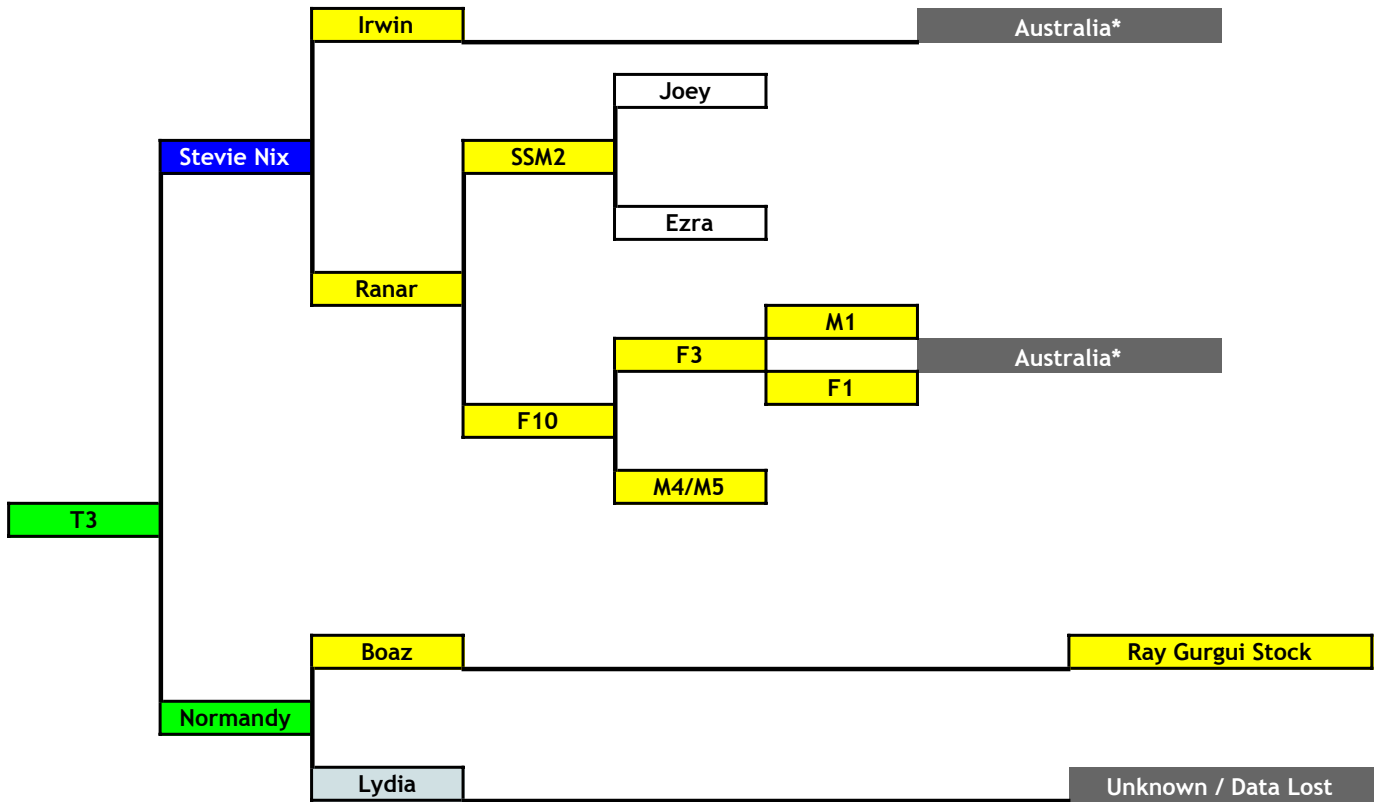 Irwin
Australia*
Joey
Stevie Nix
SSM2
Ezra
Ranar
M1
F3
Australia*
F1
F10
M4/M5
T3
Boaz
Ray Gurgui Stock
Normandy
Lydia
Unknown / Data Lost